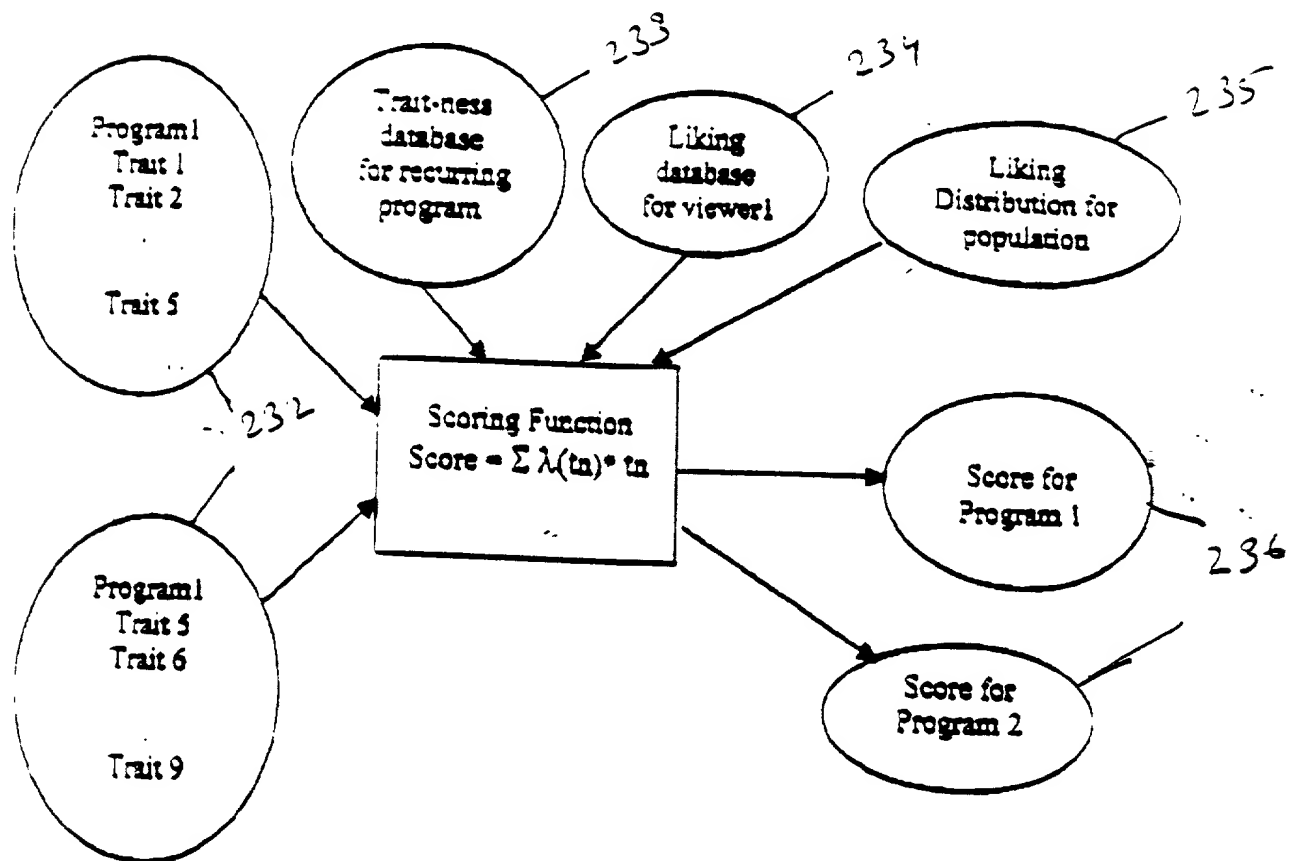 233
234
235
Program1
Trait 1
Trait 2
Trait 5
Trait-ness
database
for recurring
program
Liking
database
for viewer1
Liking
Distribution for
population
232
Scoring Function
Score = Σ λ(tn)* tn
Score for
Program 1
236
Program1
Trait 5
Trait 6
Trait 9
Score for
Program 2